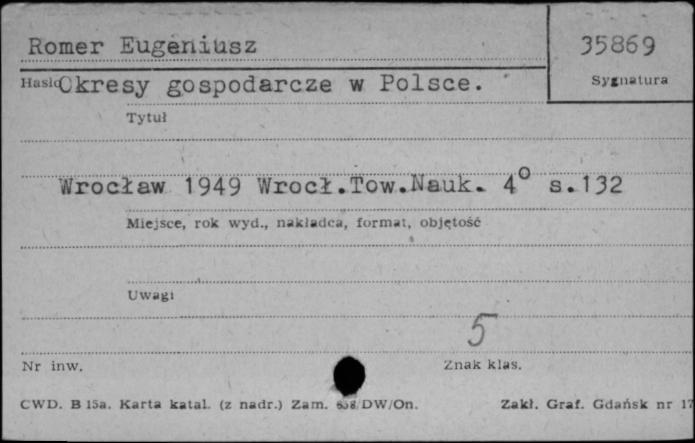 Romer Eugeniusz
35869
Sygnatura
Hasło
Okresy gospodarcze w Polsce.
Tytuł
Wrocław 1949 Wrocł.Tow.Nauk. 4° s.132
Miejsce, rok wyd., nakładca, format, objętość
Uwagi
5
Nr inw.
Znak klas.
CWD. B 15a. Karta katal. (z nadr.) Zam. DW/On.
Zakł. Graf. Gdańsk nr 17